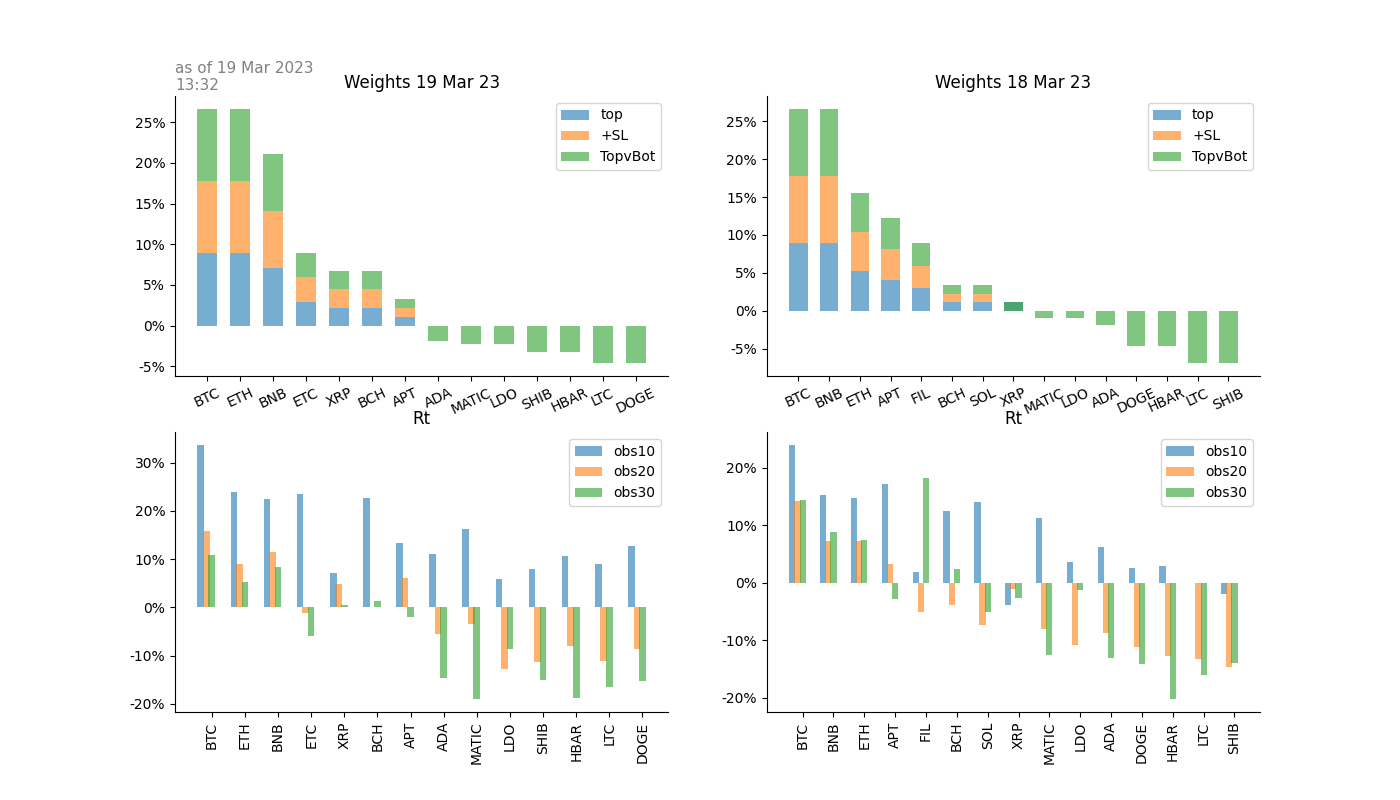 as of 19 Mar 2023
13:32
Weights 19 Mar 23
25%
20%
15%
10%
5%
0%
-5%
top
+SL
TopvBot
BTC ETH BNB ETC XRP BCH APT ADA MATIC LDO SHIB HBAR LTC DOGE
Weights 18 Mar 23
25%
20%
15%
10%
5%
0%
-5%
top
+SL
TopvBot
BTC BNB ETH APT FIL BCH SOL XRP MATIC LDO ADA DOGE HBAR LTC SHIB
Rt
30%
20%
10%
0%
-10%
-20%
obs10
obs20
obs30
BTC ETH BNB ETC XRP BCH APT ADA MATIC LDO SHIB HBAR LTC DOGE
Rt
20%
10%
0%
-10%
-20%
obs10
obs20
obs30
BTC BNB ETH APT FIL BCH SOL XRP MATIC LDO ADA DOGE HBAR LTC SHIB